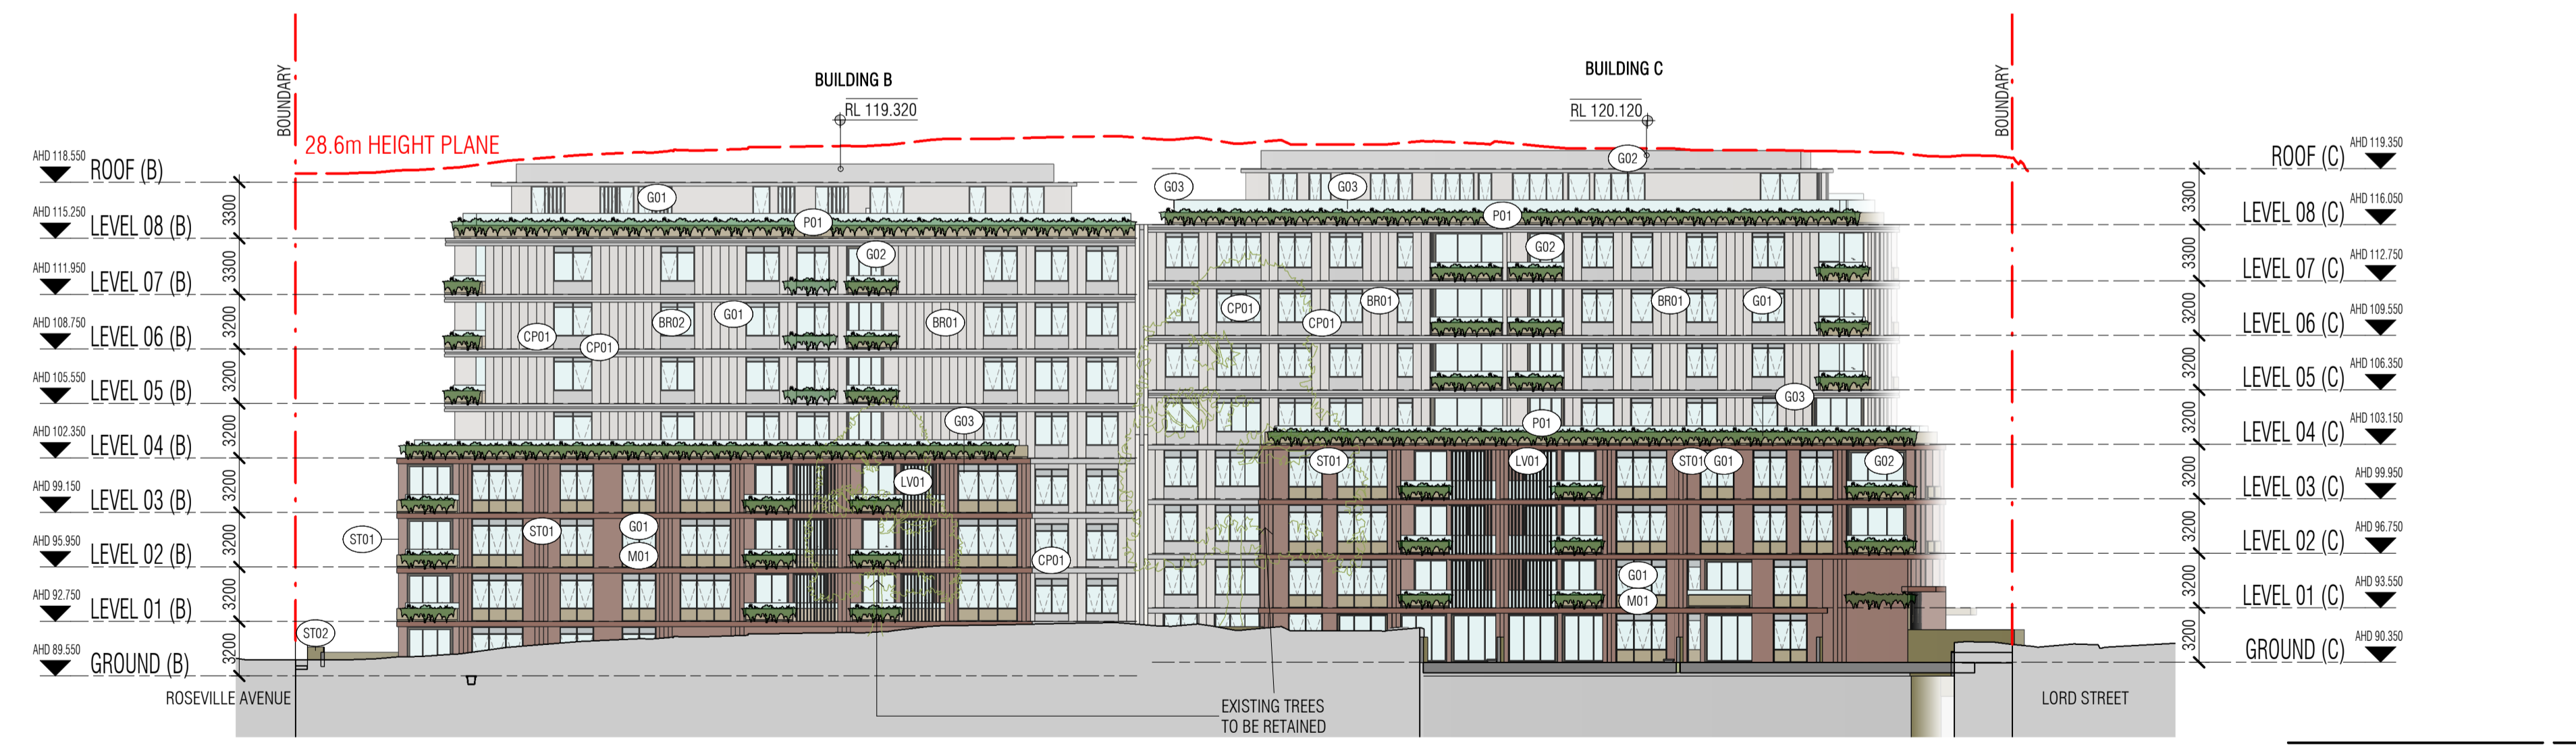 BUILDING B
RL 119.320
BUILDING C
RL 120.120
BOUNDARY
BOUNDARY
28.6m HEIGHT PLANE
AHD 118.550
ROOF (B)
AHD 115.250
LEVEL 08 (B)
AHD 111.950
LEVEL 07 (B)
AHD 108.750
LEVEL 06 (B)
AHD 105.550
LEVEL 05 (B)
AHD 102.350
LEVEL 04 (B)
AHD 99.150
LEVEL 03 (B)
AHD 95.950
LEVEL 02 (B)
AHD 92.750
LEVEL 01 (B)
AHD 89.550
GROUND (B)
3300
3300
3200
3200
3200
3200
3200
3200
3200
G01
P01
G02
CP01
CP01
BR02
G01
BR01
G03
LV01
ST01
ST01
G01
M01
CP01
ST02
G03
G03
G02
P01
G02
CP01
CP01
BR01
BR01
G01
G03
P01
ST01
LV01
ST01
G01
G02
G01
M01
ROOF (C)
AHD 119.350
LEVEL 08 (C)
AHD 116.050
LEVEL 07 (C)
AHD 112.750
LEVEL 06 (C)
AHD 109.550
LEVEL 05 (C)
AHD 106.350
LEVEL 04 (C)
AHD 103.150
LEVEL 03 (C)
AHD 99.950
LEVEL 02 (C)
AHD 96.750
LEVEL 01 (C)
AHD 93.550
GROUND (C)
AHD 90.350
3300
3300
3200
3200
3200
3200
3200
3200
3200
ROSEVILLE AVENUE
EXISTING TREES
TO BE RETAINED
LORD STREET